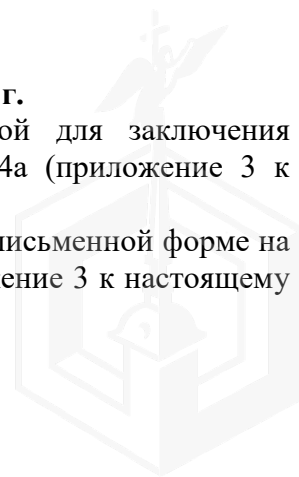 г.
ой для заключения
4а (приложение 3 к
письменной форме на
ение 3 к настоящему